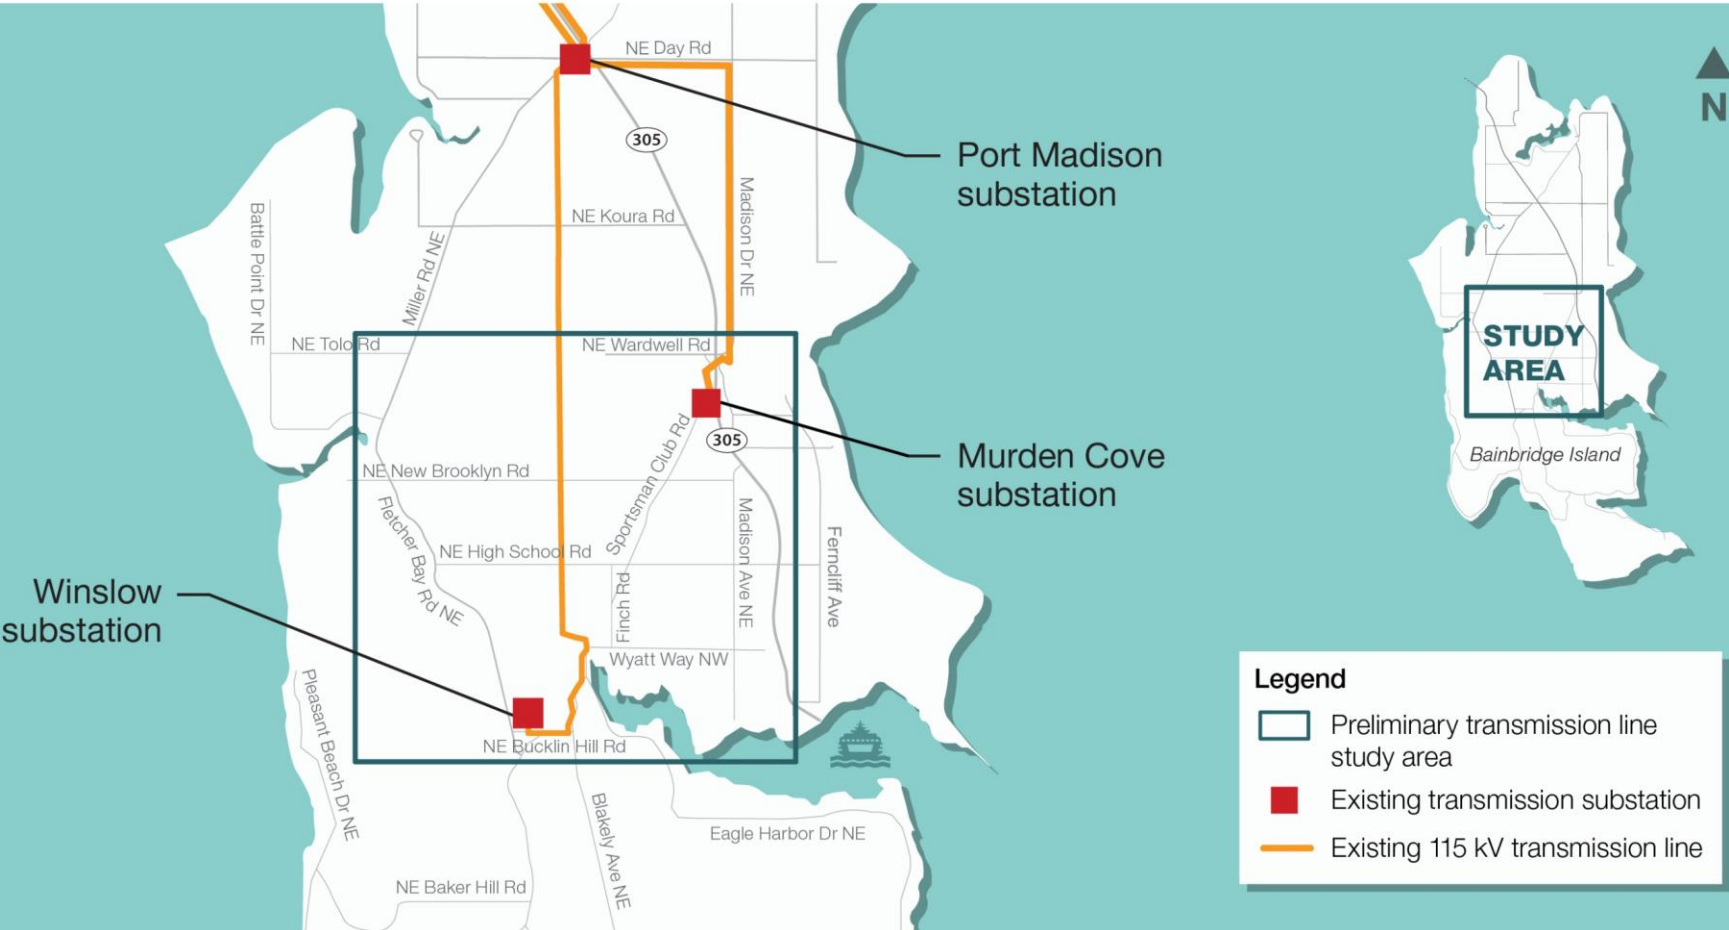 NE Day Rd
305
Port Madison
substation
N
NE Koura Rd
Madison Dr NE
Battle Point Dr NE
Miller Rd NE
NE Tolo Rd
NE Wardwell Rd
STUDY
AREA
305
Sportsman Club Rd
Murden Cove
substation
Bainbridge Island
NE New Brooklyn Rd
Fletcher Bay Rd NE
NE High School Rd
Madison Ave NE
Ferncliff Ave
Finch Rd
Winslow
substation
Wyatt Way NW
Pleasant Beach Dr NE
NE Bucklin Hill Rd
Blakely Ave NE
Eagle Harbor Dr NE
NE Baker Hill Rd
Legend
Preliminary transmission line
study area
Existing transmission substation
Existing 115 kV transmission line